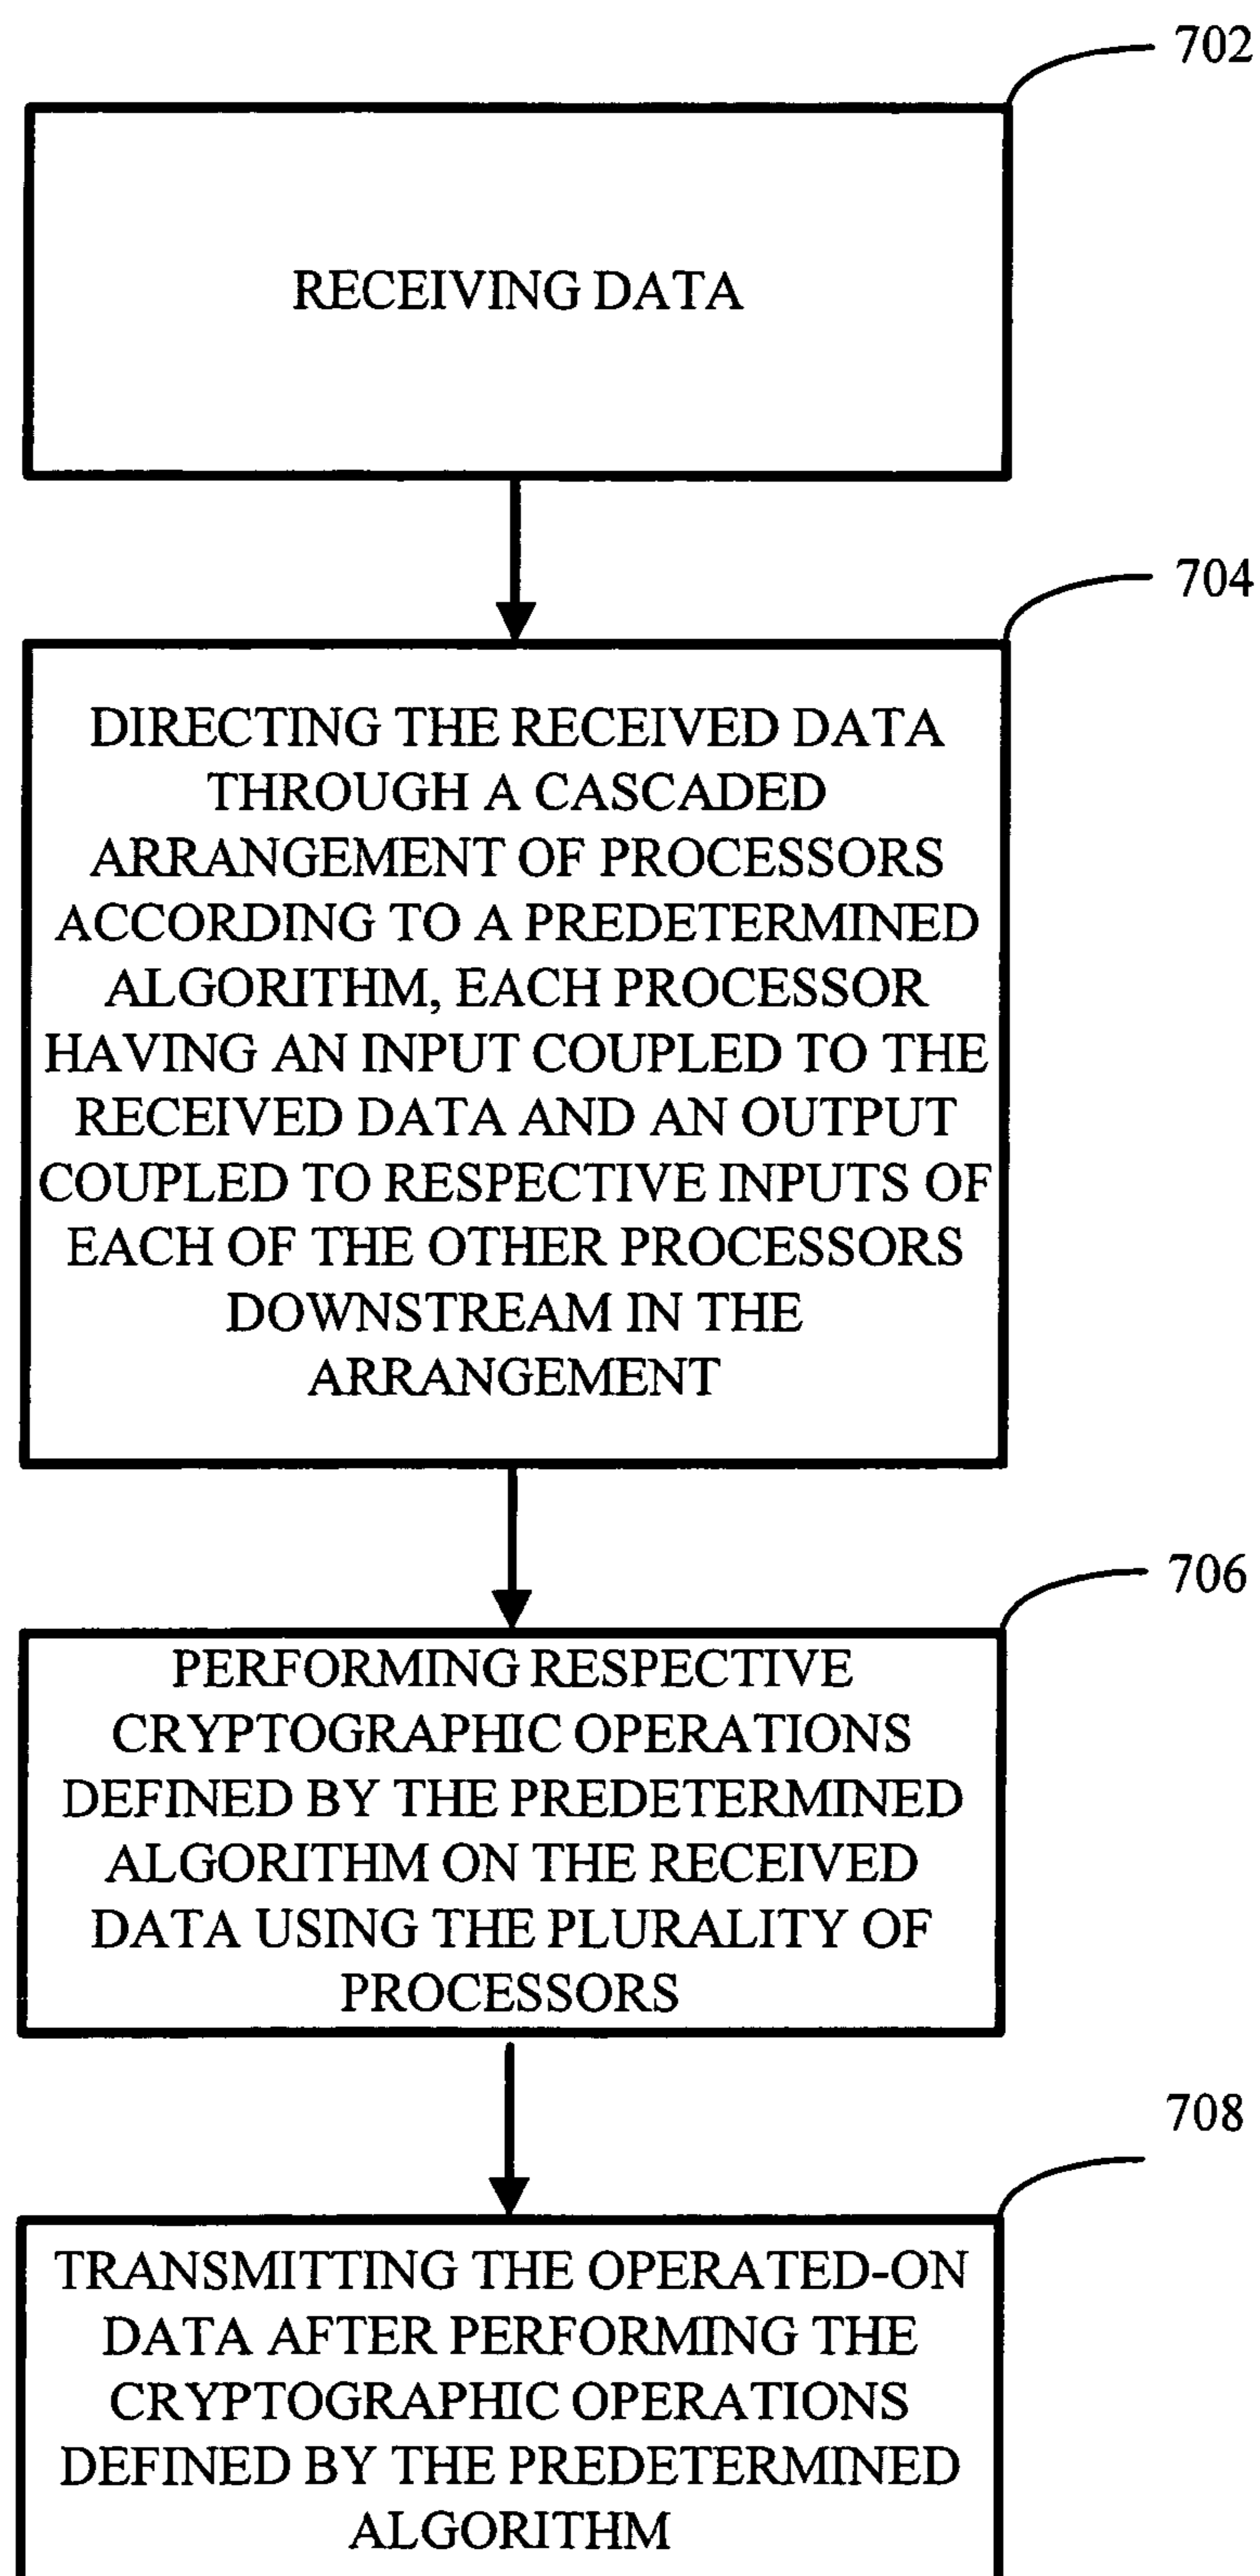 702
RECEIVING DATA
704
DIRECTING THE RECEIVED DATA
THROUGH A CASCADED
ARRANGEMENT OF PROCESSORS
ACCORDING TO A PREDETERMINED
ALGORITHM, EACH PROCESSOR
HAVING AN INPUT COUPLED TO THE
RECEIVED DATA AND AN OUTPUT
COUPLED TO RESPECTIVE INPUTS OF
EACH OF THE OTHER PROCESSORS
DOWNSTREAM IN THE
ARRANGEMENT
706
PERFORMING RESPECTIVE
CRYPTOGRAPHIC OPERATIONS
DEFINED BY THE PREDETERMINED
ALGORITHM ON THE RECEIVED
DATA USING THE PLURALITY OF
PROCESSORS
708
TRANSMITTING THE OPERATED-ON
DATA AFTER PERFORMING THE
CRYPTOGRAPHIC OPERATIONS
DEFINED BY THE PREDETERMINED
ALGORITHM